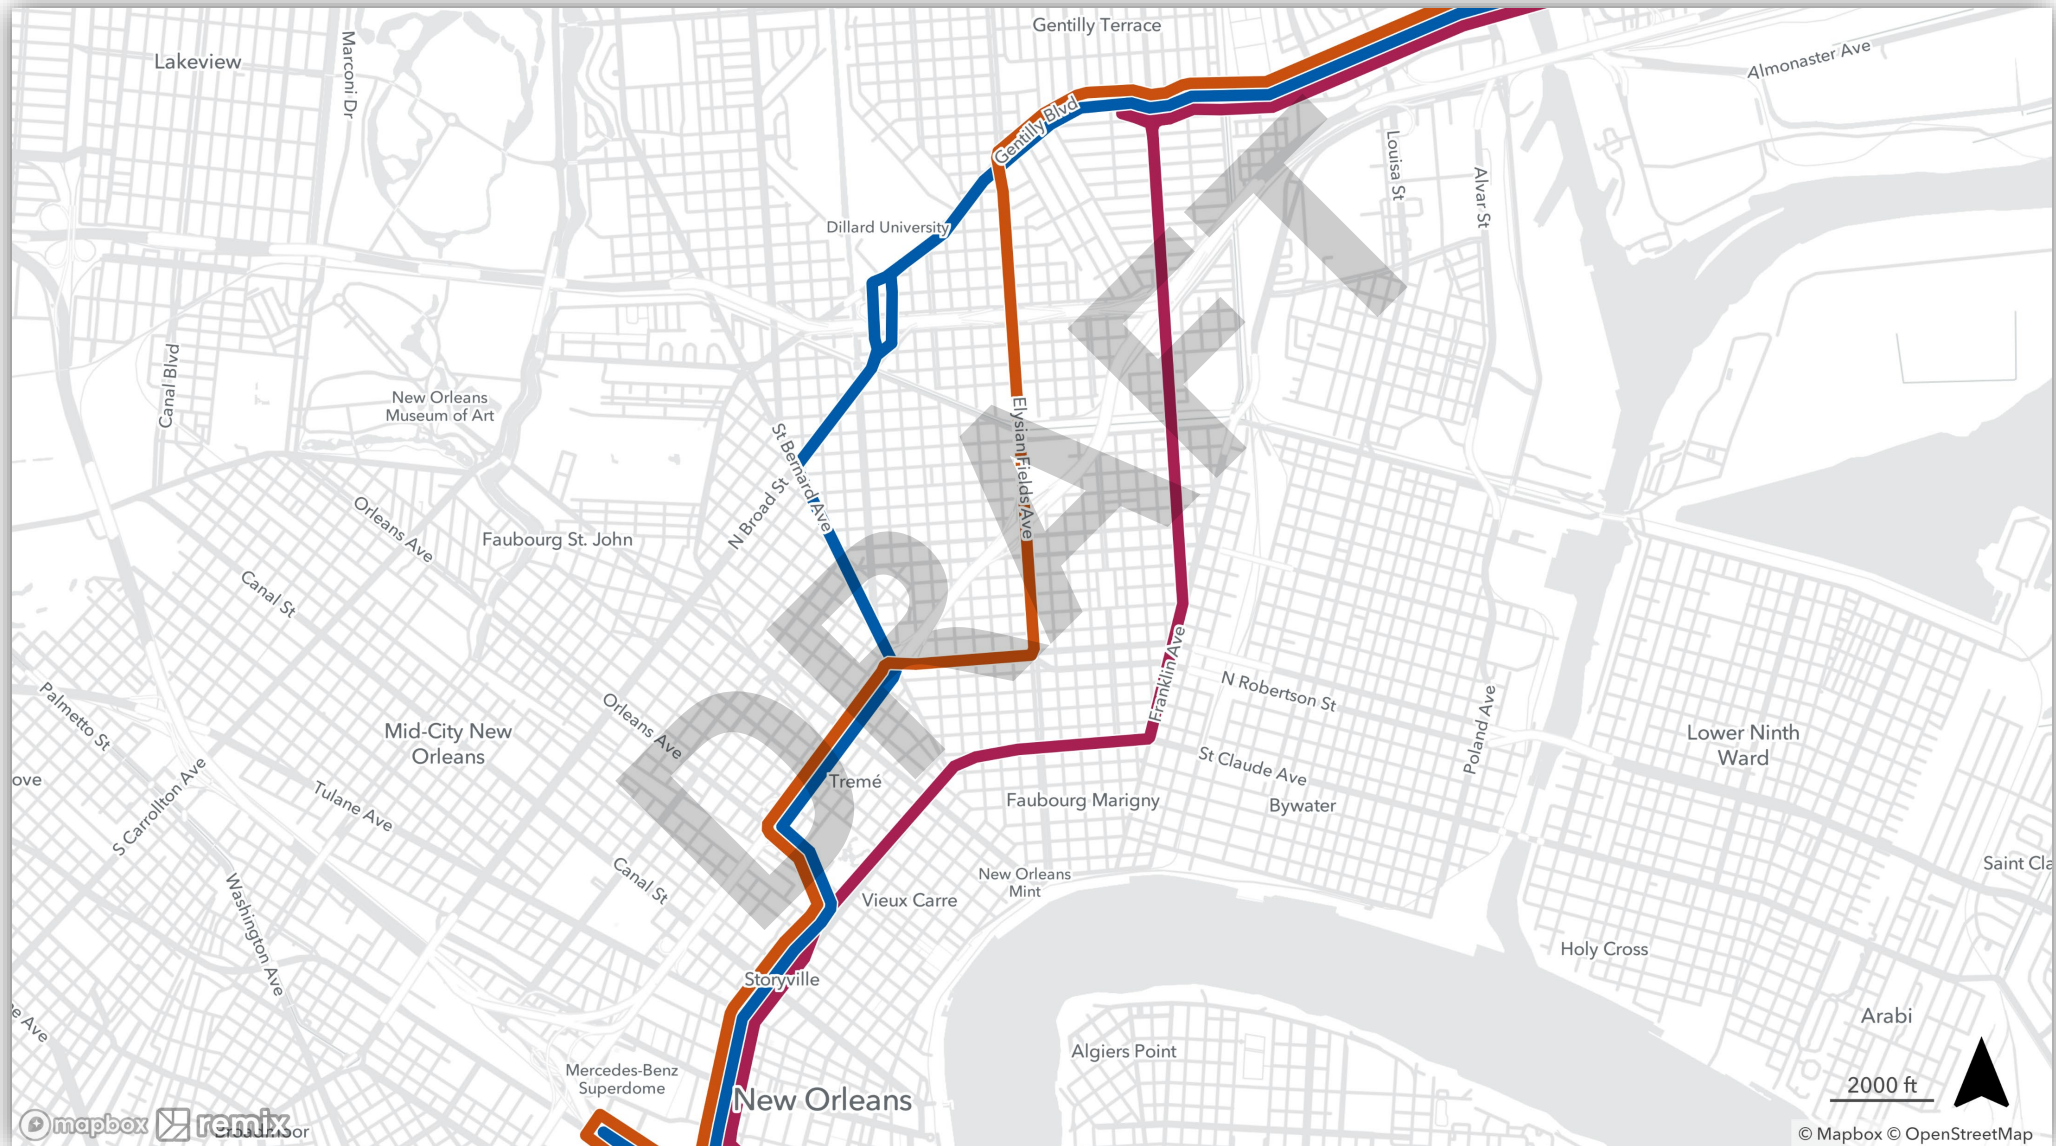 Gentilly Terrace
Lakeview
Marconi Dr
Almonaster Ave
Gentilly Blvd
Louisa St
Alvar St
Dillard University
Canal Blvd
New Orleans
Museum of Art
Elysian Fields Ave
St Bernard Ave
N Broad St
Orleans Ave
Faubourg St. John
Canal St
DRAFT
Franklin Ave
N Robertson St
Palmetto St
Orleans Ave
Mid-City New
Orleans
Poland Ave
Lower Ninth
Ward
St Claude Ave
ove
S Carrollton Ave
Tulane Ave
Tremé
Faubourg Marigny
Bywater
Canal St
New Orleans
Mint
Saint Cla
Vieux Carre
Washington Ave
Holy Cross
Storyville
e Ave
Arabi
Algiers Point
Mercedes-Benz
Superdome
New Orleans
2000 ft
mapbox remix
Broadmoor
© Mapbox © OpenStreetMap